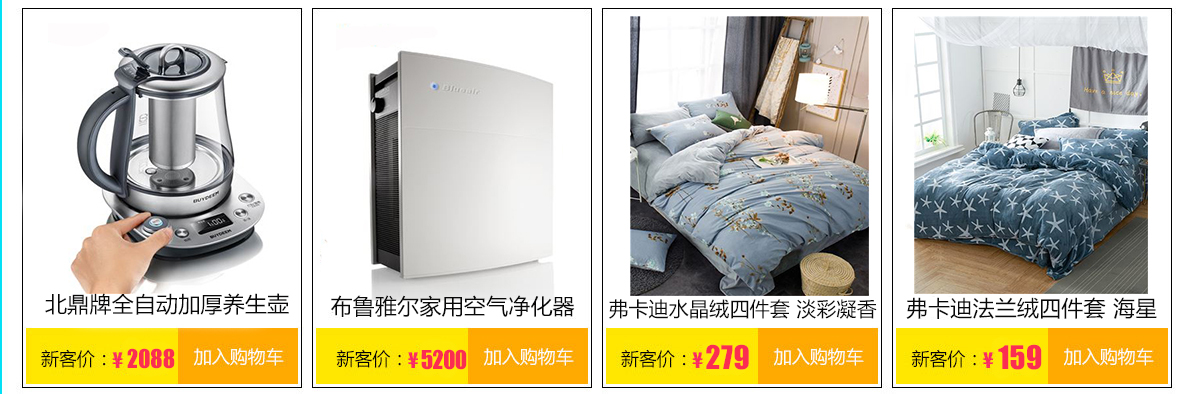 BUYDEEM
BUYDEEM
北鼎牌全自动加厚养生壶
新客价：¥2088 加入购物车
blueair
布鲁雅尔家用空气净化器
新客价：¥5200 加入购物车
弗卡迪水晶绒四件套 淡彩凝香
新客价：¥279 加入购物车
弗卡迪法兰绒四件套 海星
新客价：¥159 加入购物车